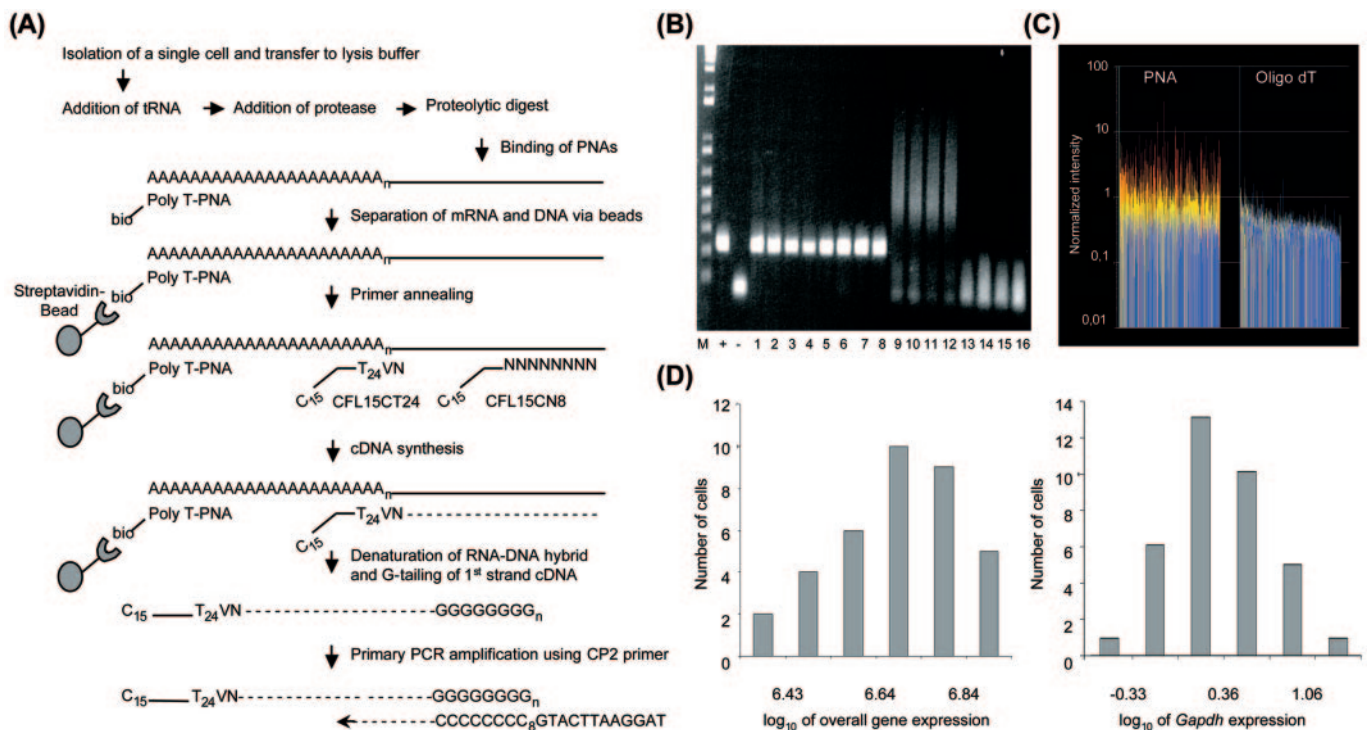 (A)
Isolation of a single cell and transfer to lysis buffer
Addition of tRNA
Addition of protease
Proteolytic digest
Binding of PNAs
AAAAAAAAAAAAAAAAAAAAAAn
Poly T-PNA
bio
Separation of mRNA and DNA via beads
AAAAAAAAAAAAAAAAAAAAAAn
Poly T-PNA
bio
Streptavidin-
Bead
Primer annealing
AAAAAAAAAAAAAAAAAAAAAAn
Poly T-PNA
bio
T24VN
NNNNNNNN
C15
CFL15CT24
C15
CFL15CN8
cDNA synthesis
AAAAAAAAAAAAAAAAAAAAAAn
Poly T-PNA
bio
T24VN
C15
Denaturation of RNA-DNA hybrid
and G-tailing of 1st strand cDNA
C15
T24VN
GGGGGGGGn
Primary PCR amplification using CP2 primer
C15
T24VN
GGGGGGGGn
CCCCCCCC8GTACTTAAGGAT
(B)
M + - 1 2 3 4 5 6 7 8 9 10 11 12 13 14 15 16
(C)
Normalized intensity
100
10
1
0,1
0,01
PNA
Oligo dT
(D)
Number of cells
12
10
8
6
4
2
0
6.43 6.64 6.84
log10 of overall gene expression
Number of cells
14
12
10
8
6
4
2
0
-0.33 0.36 1.06
log10 of Gapdh expression